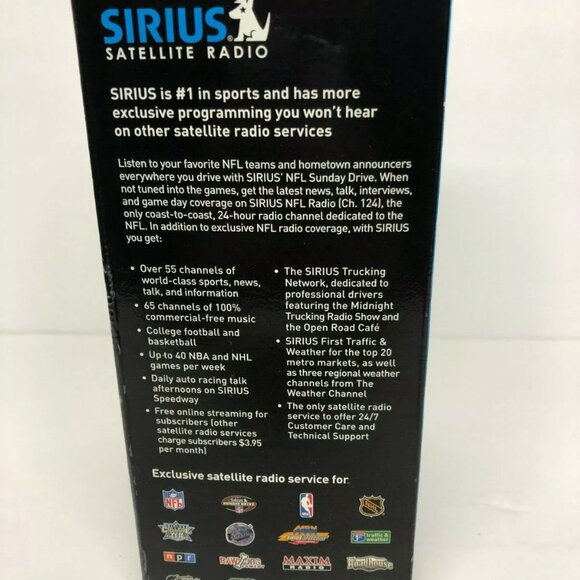 SIRIUS
SATELLITE RADIO
SIRIUS is #1 in sports and has more
exclusive programming you won't hear
on other satellite radio services
Listen to your favorite NFL teams and hometown announcers
everywhere you drive with SIRIUS' NFL Sunday Drive. When
not tuned into the games, get the latest news, talk, interviews,
and game day coverage on SIRIUS NFL Radio (Ch. 124), the
only coast-to-coast, 24-hour radio channel dedicated to the
NFL. In addition to exclusive NFL radio coverage, with SIRIUS
you get:
• Over 55 channels of
world-class sports, news,
talk, and information
• 65 channels of 100%
commercial-free music
• College football and
basketball
• Up to 40 NBA and NHL
games per week
• Daily auto racing talk
afternoons on SIRIUS
Speedway
• Free online streaming for
subscribers (other
satellite radio services
charge subscribers $3.95
per month)
• The SIRIUS Trucking
Network, dedicated to
professional drivers
featuring the Midnight
Trucking Radio Show and
the Open Road Café
• SIRIUS First Traffic &
Weather for the top 20
metro markets, as well
as three regional weather
channels from The
Weather Channel
• The only satellite radio
service to offer 24/7
Customer Care and
Technical Support
Exclusive satellite radio service for:
NFL
NBA
NHL
traffic &
weather
npr
MAXIM
RADIO
RoadHouse